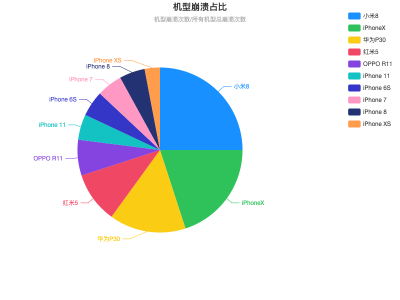 机型崩溃占比
机型崩溃次数/所有机型总崩溃次数
小米8
iPhoneX
华为P30
红米5
OPPO R11
iPhone 11
iPhone 6S
iPhone 7
iPhone 8
iPhone XS
小米8
iPhoneX
华为P30
红米5
OPPO R11
iPhone 11
iPhone 6S
iPhone 7
iPhone 8
iPhone XS